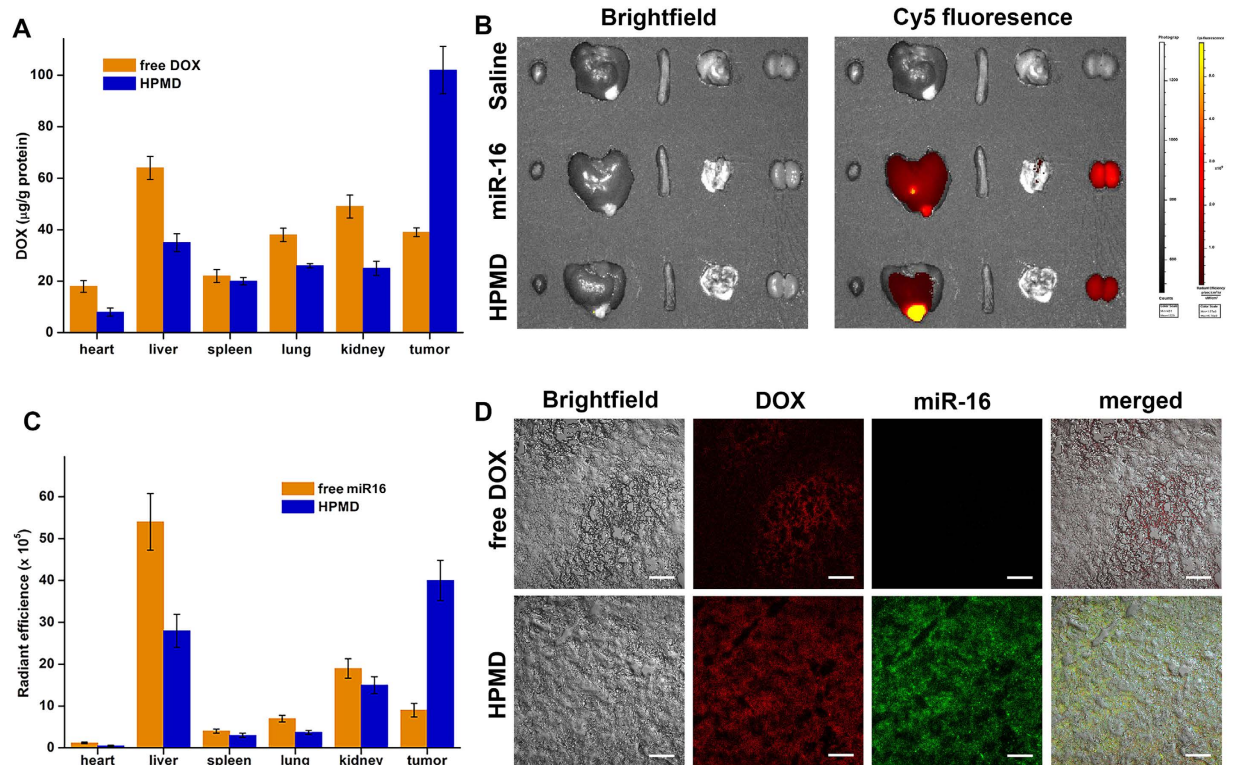 A
free DOX
HPMD
DOX (μg/g protein)
100
80
60
40
20
0
heart liver spleen lung kidney tumor
B
Brightfield Cy5 fluoresence
Saline
miR-16
HPMD
Counts
C
free miR16
HPMD
Radiant efficience (x 10⁵)
60
50
40
30
20
10
0
heart liver spleen lung kidney tumor
D
Brightfield DOX miR-16 merged
free DOX
HPMD